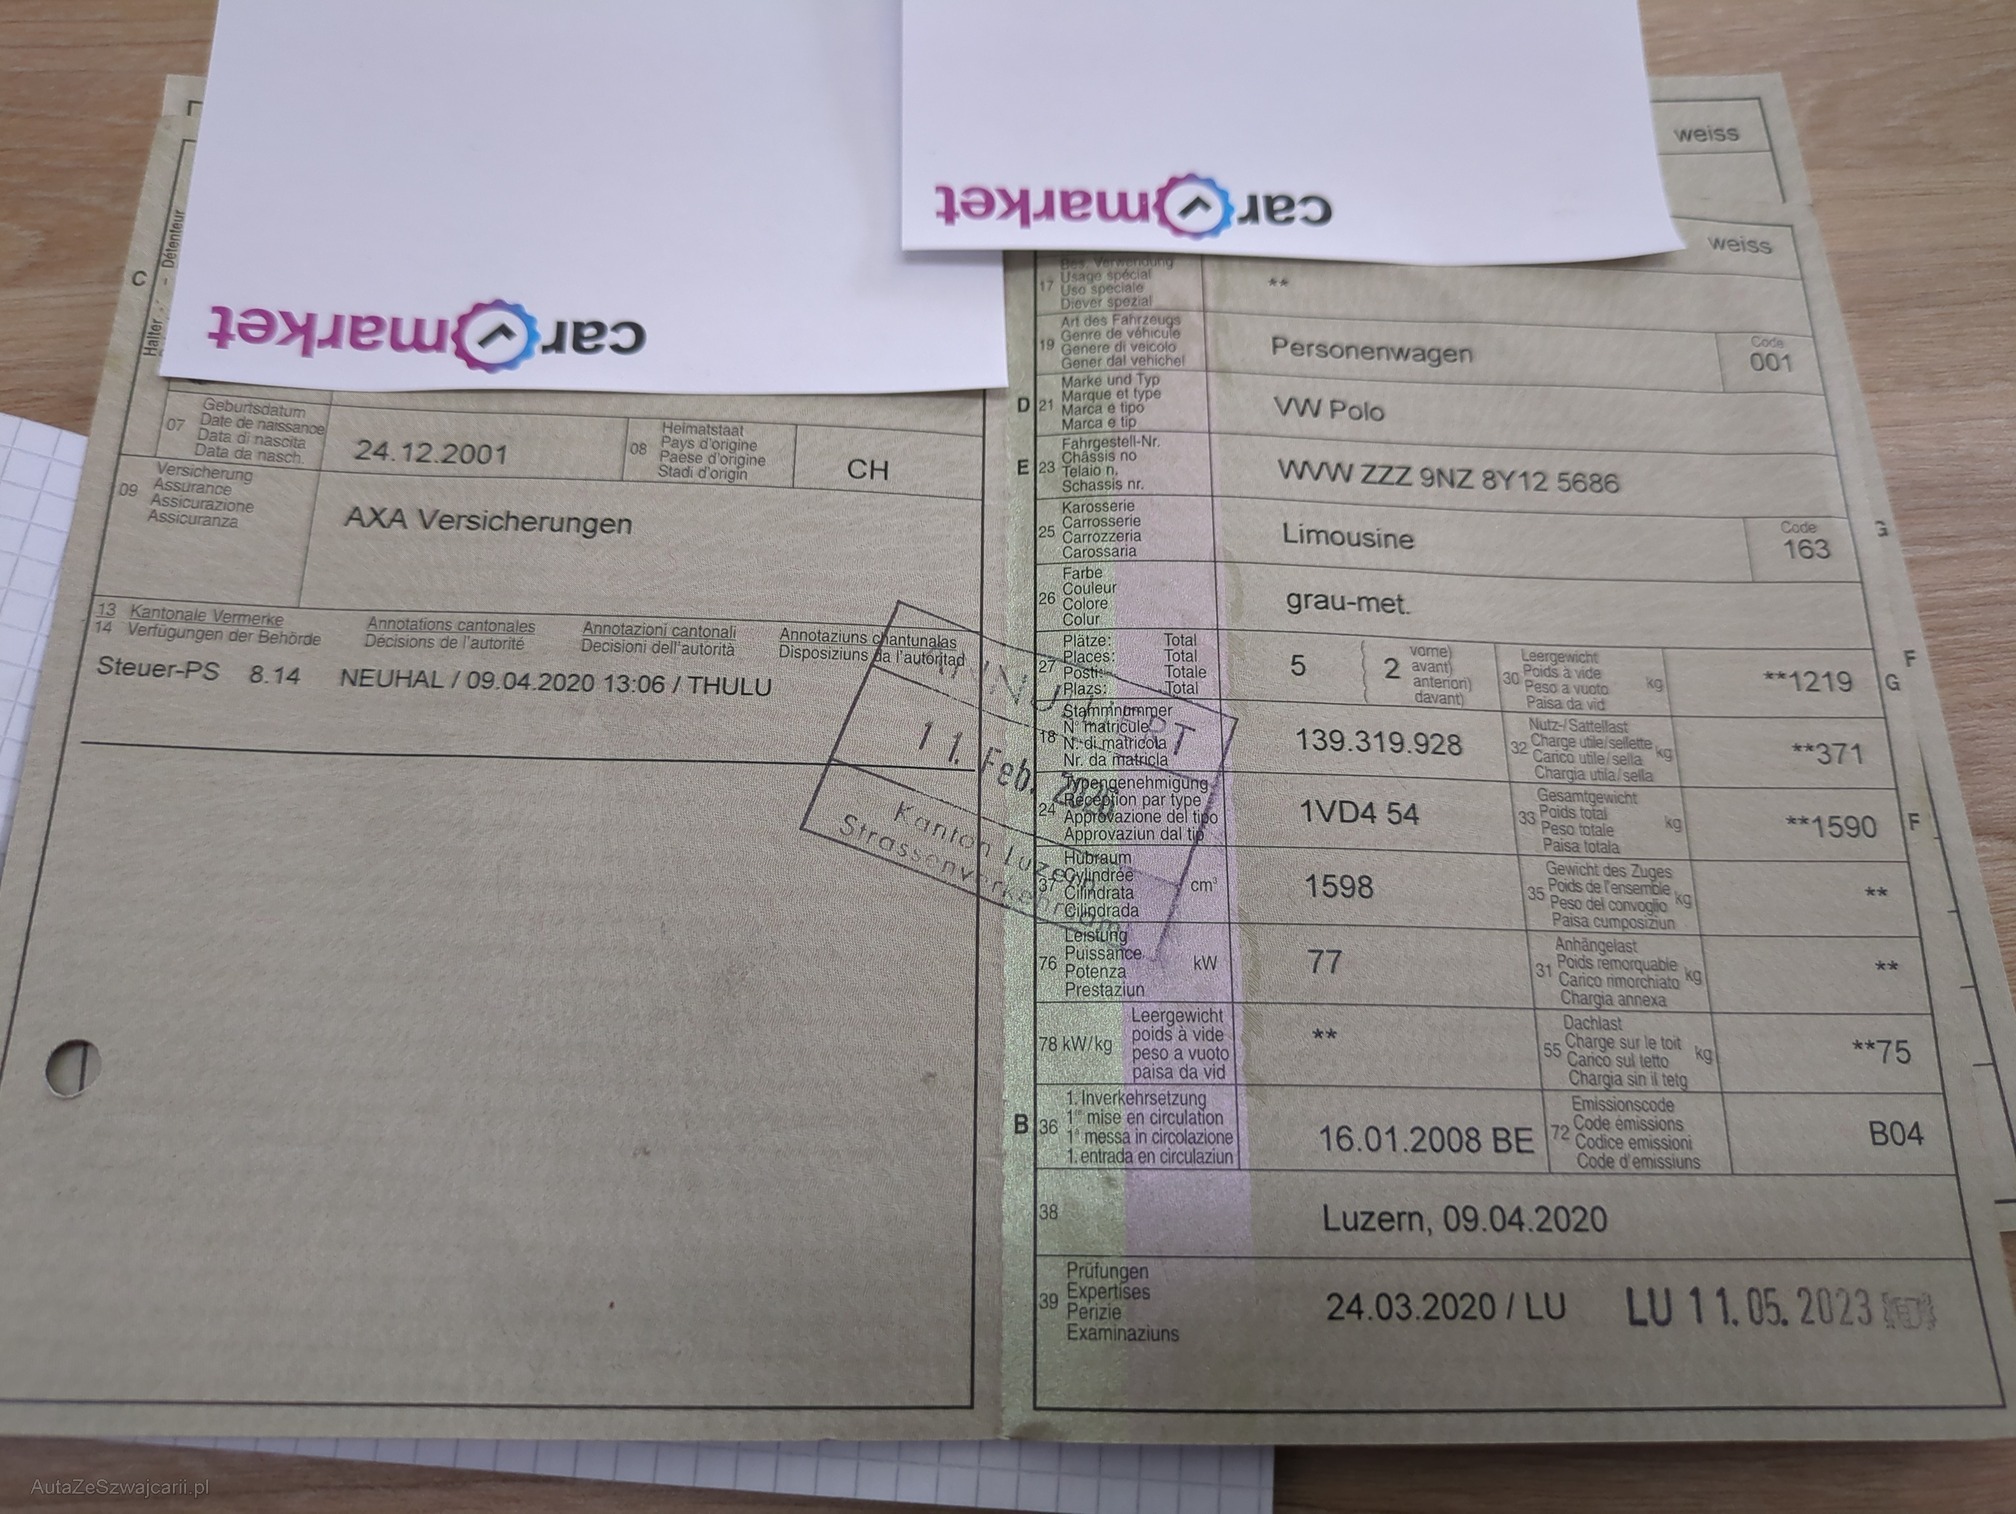 weiss
car market
car market
weiss
C
Halter - Détenteur
07 Geburtsdatum
Date de naissance
Data di nascita
Data da nasch.
24.12.2001
08 Heimatstaat
Pays d'origine
Paese d'origine
Stadi d'origin
CH
09 Versicherung
Assurance
Assicurazione
Assicuranza
AXA Versicherungen
13 Kantonale Vermerke Annotations cantonales Annotazioni cantonali Annotaziuns chantunalas
14 Verfügungen der Behörde Décisions de l'autorité Decisioni dell'autorità Disposiziuns da l'autoritad
Steuer-PS 8.14 NEUHAL / 09.04.2020 13:06 / THULU
11. Feb.
Kanton Luzern
17 Bes. Verwendung
Usage spécial
Uso speciale
Diever spezial
**
19 Art des Fahrzeugs
Genre de véhicule
Genere di veicolo
Gener dal vehichel
Personenwagen
Code
001
D 21 Marke und Typ
Marque et type
Marca e tipo
Marca e tip
VW Polo
E 23 Fahrgestell-Nr.
Châssis no
Telaio n.
Schassis nr.
WVW ZZZ 9NZ 8Y12 5686
25 Karosserie
Carrosserie
Carrozzeria
Carossaria
Limousine
Code
163
G
26 Farbe
Couleur
Colore
Colur
grau-met.
27 Plätze: Total
Places: Total
Posti: Totale
Plazs: Total
5
2
vorne)
avant)
anteriori)
davant)
30 Leergewicht
Poids à vide
Peso a vuoto
Paisa da vid
kg
**1219
G
F
18 Stammnummer
N° matricule
N. di matricola
Nr. da matricla
139.319.928
32 Nutz-/Sattellast
Charge utile/sellette
Carico utile/sella
Chargia utila/sella
kg
**371
24 Typengenehmigung
Réception par type
Approvazione del tipo
Approvaziun dal tip
1VD4 54
33 Gesamtgewicht
Poids total
Peso totale
Paisa totala
kg
**1590
F
37 Hubraum
Cylindrée
Cilindrata
Cilindrada
cm³
1598
35 Gewicht des Zuges
Poids de l'ensemble
Peso del convoglio
Paisa cumposiziun
kg
**
76 Leistung
Puissance
Potenza
Prestaziun
kW
77
31 Anhängelast
Poids remorquable
Carico rimorchiato
Chargia annexa
kg
**
78 kW/kg
Leergewicht
poids à vide
peso a vuoto
paisa da vid
**
55 Dachlast
Charge sur le toit
Carico sul tetto
Chargia sin il tetg
kg
**75
B 36 1. Inverkehrsetzung
1re mise en circulation
1a messa in circolazione
1. entrada en circulaziun
16.01.2008 BE
72 Emissionscode
Code émissions
Codice emissioni
Code d'emissiuns
B04
38
Luzern, 09.04.2020
39 Prüfungen
Expertises
Perizie
Examinaziuns
24.03.2020 / LU
LU 11.05.2023
AutaZeSzwajcarii.pl